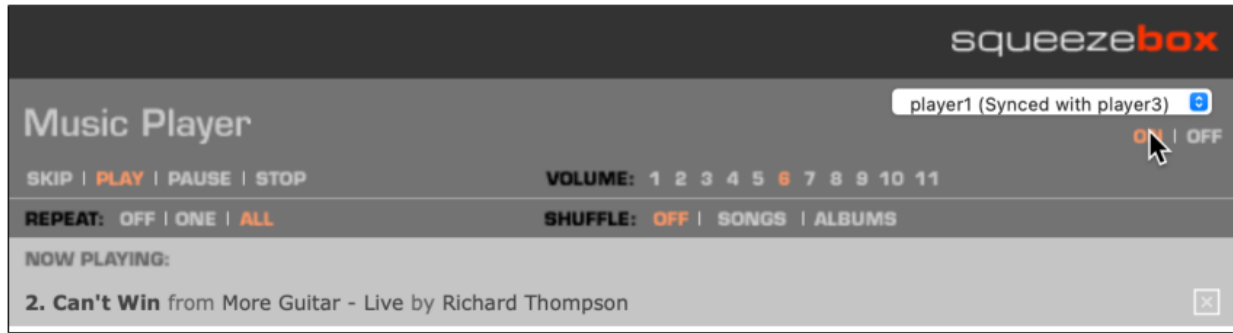 squeezebox
Music Player
player1 (Synced with player3)
ON | OFF
SKIP | PLAY | PAUSE | STOP
VOLUME: 1 2 3 4 5 6 7 8 9 10 11
REPEAT: OFF | ONE | ALL
SHUFFLE: OFF | SONGS | ALBUMS
NOW PLAYING:
2. Can't Win from More Guitar - Live by Richard Thompson